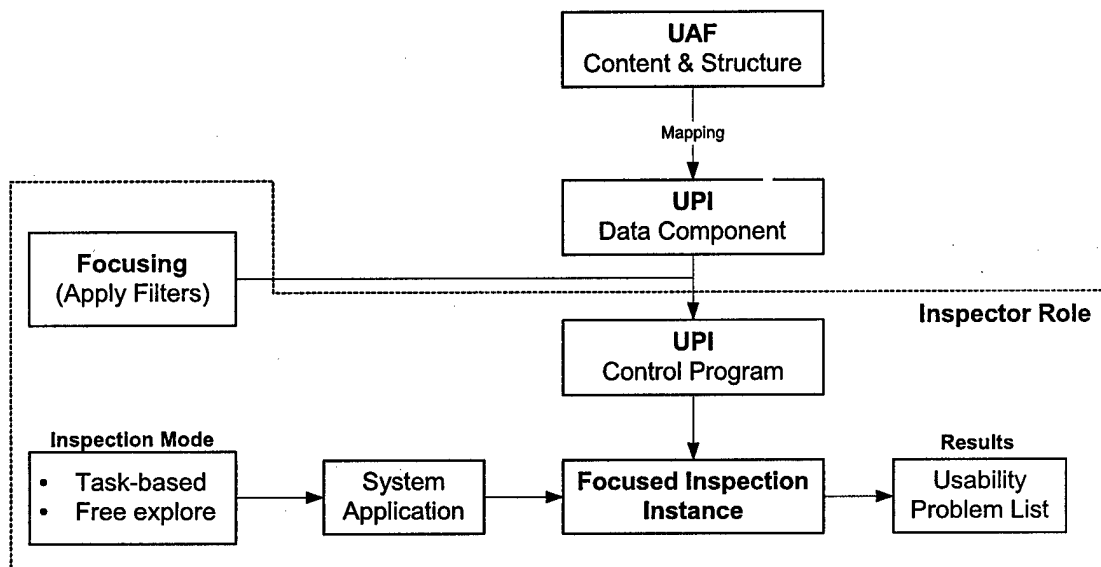 UAF
Content & Structure
Mapping
UPI
Data Component
Focusing
(Apply Filters)
Inspector Role
UPI
Control Program
Inspection Mode
• Task-based
• Free explore
System
Application
Focused Inspection
Instance
Results
Usability
Problem List